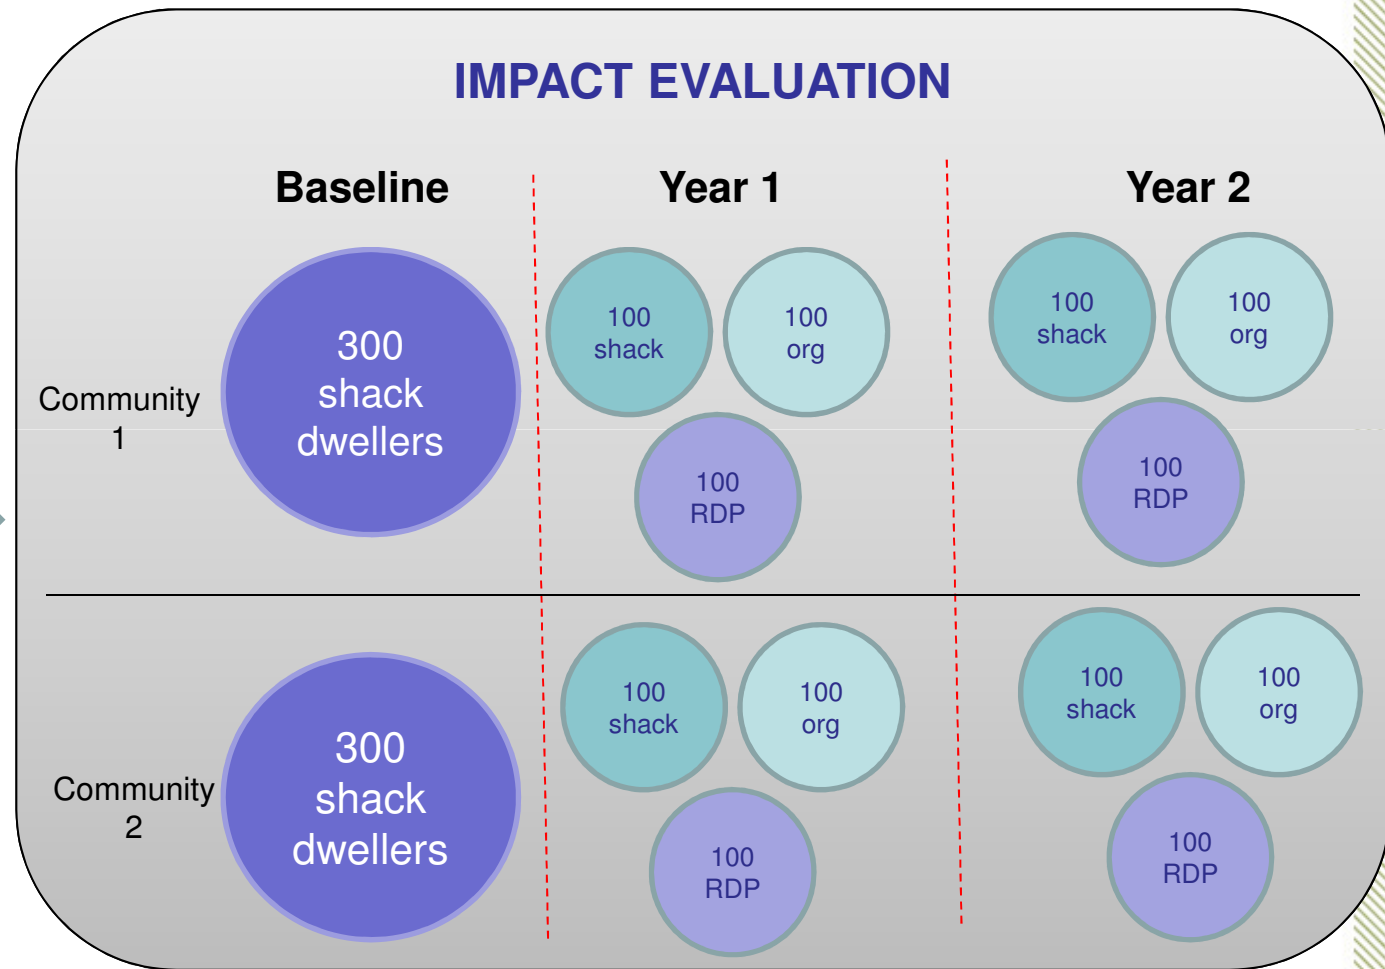 IMPACT EVALUATION
Baseline
Year 1
Year 2
Community
1
300
shack
dwellers
100
shack
100
org
100
RDP
100
shack
100
org
100
RDP
Community
2
300
shack
dwellers
100
shack
100
org
100
RDP
100
shack
100
org
100
RDP